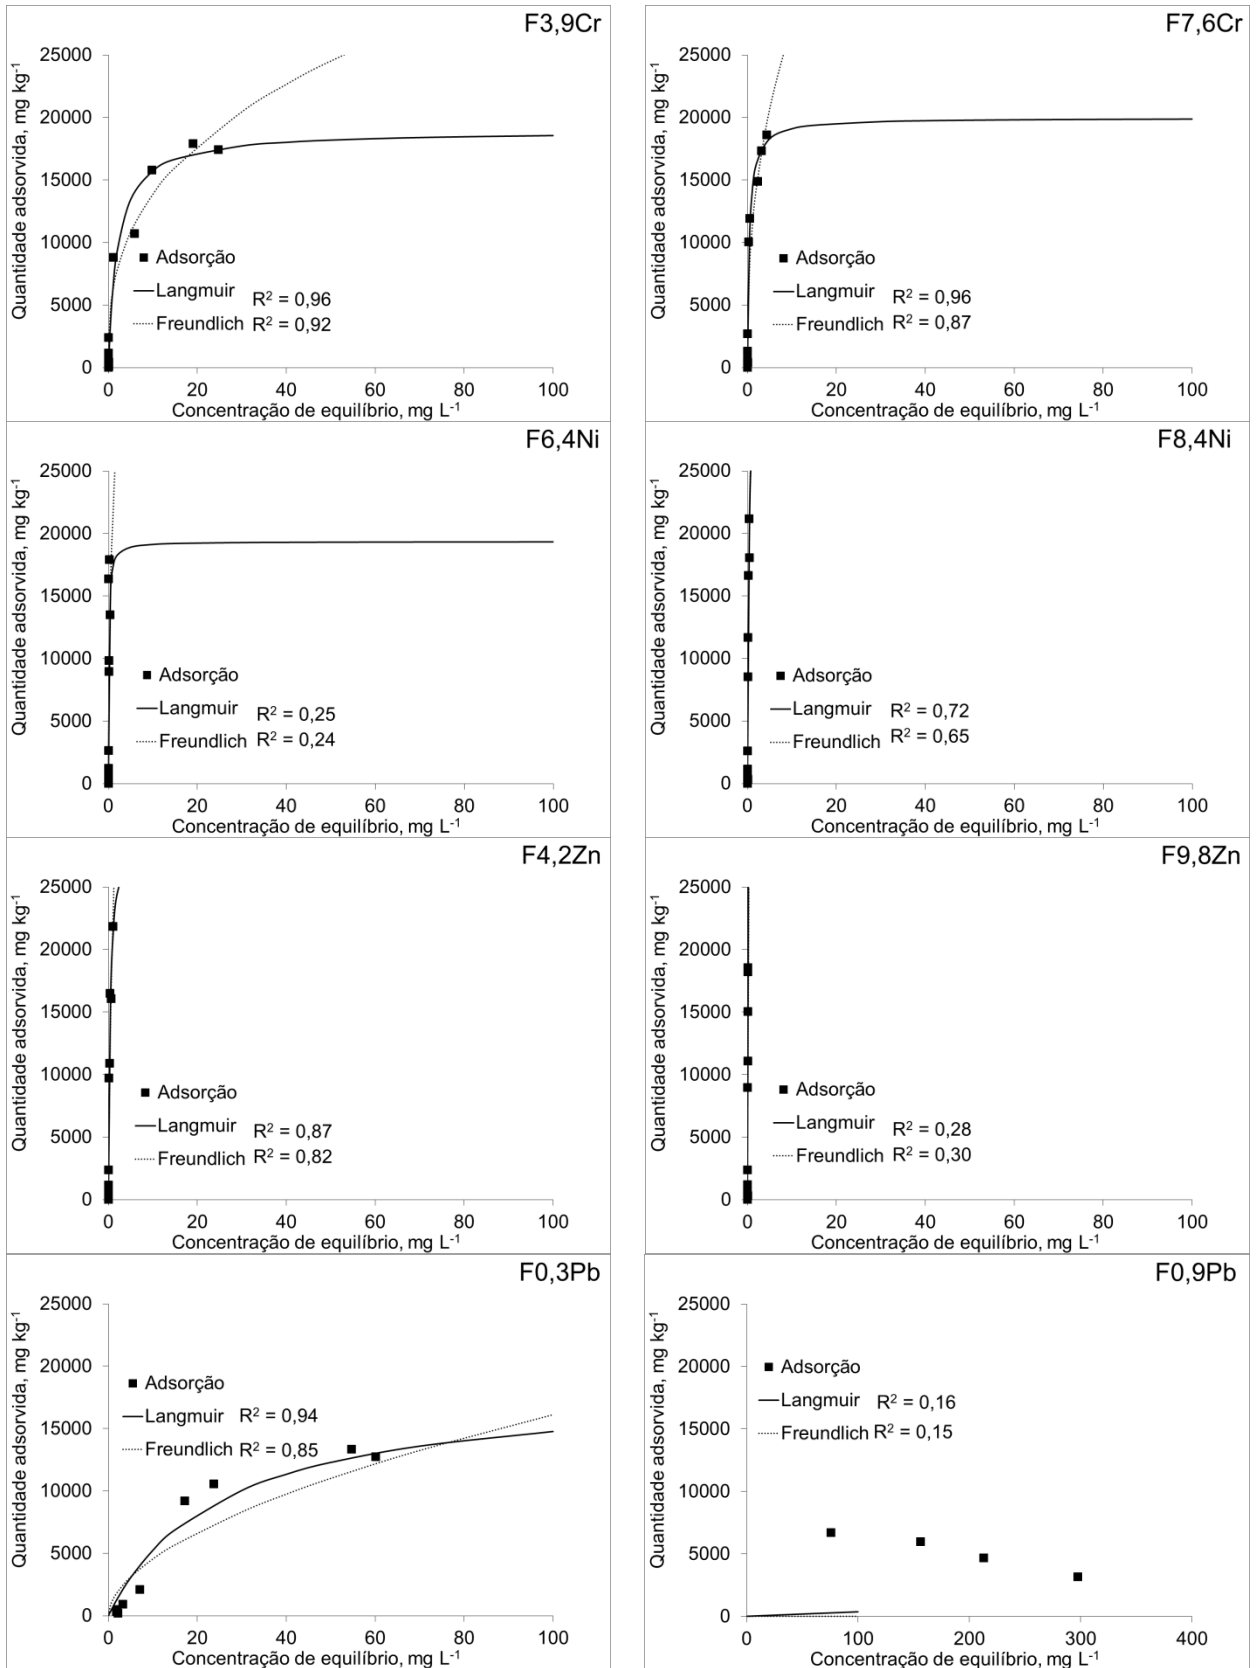 F3,9Cr
Quantidade adsorvida, mg kg⁻¹
25000
20000
15000
10000
5000
0
Adsorção
Langmuir R² = 0,96
Freundlich R² = 0,92
0 20 40 60 80 100
Concentração de equilíbrio, mg L⁻¹
F7,6Cr
Quantidade adsorvida, mg kg⁻¹
25000
20000
15000
10000
5000
0
Adsorção
Langmuir R² = 0,96
Freundlich R² = 0,87
0 20 40 60 80 100
Concentração de equilíbrio, mg L⁻¹
F6,4Ni
Quantidade adsorvida, mg kg⁻¹
25000
20000
15000
10000
5000
0
Adsorção
Langmuir R² = 0,25
Freundlich R² = 0,24
0 20 40 60 80 100
Concentração de equilíbrio, mg L⁻¹
F8,4Ni
Quantidade adsorvida, mg kg⁻¹
25000
20000
15000
10000
5000
0
Adsorção
Langmuir R² = 0,72
Freundlich R² = 0,65
0 20 40 60 80 100
Concentração de equilíbrio, mg L⁻¹
F4,2Zn
Quantidade adsorvida, mg kg⁻¹
25000
20000
15000
10000
5000
0
Adsorção
Langmuir R² = 0,87
Freundlich R² = 0,82
0 20 40 60 80 100
Concentração de equilíbrio, mg L⁻¹
F9,8Zn
Quantidade adsorvida, mg kg⁻¹
25000
20000
15000
10000
5000
0
Adsorção
Langmuir R² = 0,28
Freundlich R² = 0,30
0 20 40 60 80 100
Concentração de equilíbrio, mg L⁻¹
F0,3Pb
Quantidade adsorvida, mg kg⁻¹
25000
20000
15000
10000
5000
0
Adsorção
Langmuir R² = 0,94
Freundlich R² = 0,85
0 20 40 60 80 100
Concentração de equilíbrio, mg L⁻¹
F0,9Pb
Quantidade adsorvida, mg kg⁻¹
25000
20000
15000
10000
5000
0
Adsorção
Langmuir R² = 0,16
Freundlich R² = 0,15
0 100 200 300 400
Concentração de equilíbrio, mg L⁻¹